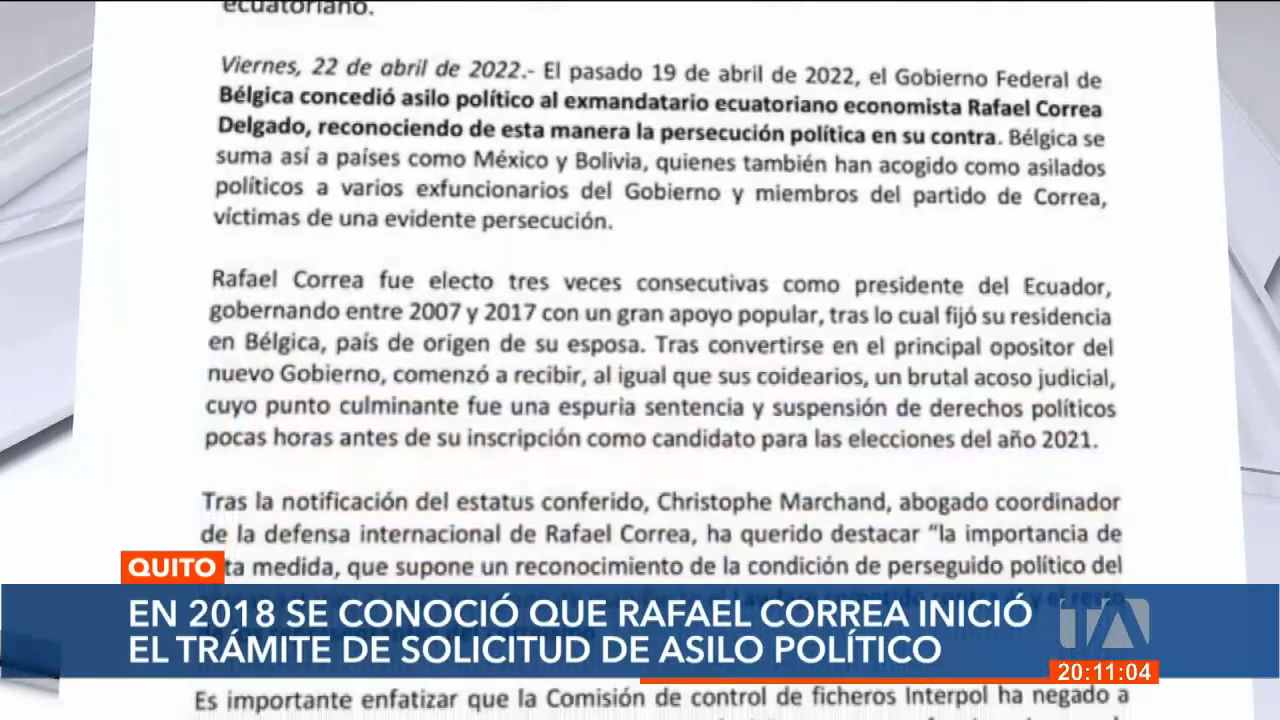 ecuatoriano.
Viernes, 22 de abril de 2022.- El pasado 19 de abril de 2022, el Gobierno Federal de
Bélgica concedió asilo político al exmandatario ecuatoriano economista Rafael Correa
Delgado, reconociendo de esta manera la persecución política en su contra. Bélgica se
suma así a países como México y Bolivia, quienes también han acogido como asilados
políticos a varios exfuncionarios del Gobierno y miembros del partido de Correa,
víctimas de una evidente persecución.
Rafael Correa fue electo tres veces consecutivas como presidente del Ecuador,
gobernando entre 2007 y 2017 con un gran apoyo popular, tras lo cual fijó su residencia
en Bélgica, país de origen de su esposa. Tras convertirse en el principal opositor del
nuevo Gobierno, comenzó a recibir, al igual que sus coidearios, un brutal acoso judicial,
cuyo punto culminante fue una espuria sentencia y suspensión de derechos políticos
pocas horas antes de su inscripción como candidato para las elecciones del año 2021.
Tras la notificación del estatus conferido, Christophe Marchand, abogado coordinador
de la defensa internacional de Rafael Correa, ha querido destacar “la importancia de
ta medida, que supone un reconocimiento de la condición de perseguido político del
QUITO
EN 2018 SE CONOCIÓ QUE RAFAEL CORREA INICIÓ
EL TRÁMITE DE SOLICITUD DE ASILO POLÍTICO
TA
20:11:04
Es importante enfatizar que la Comisión de control de ficheros Interpol ha negado a